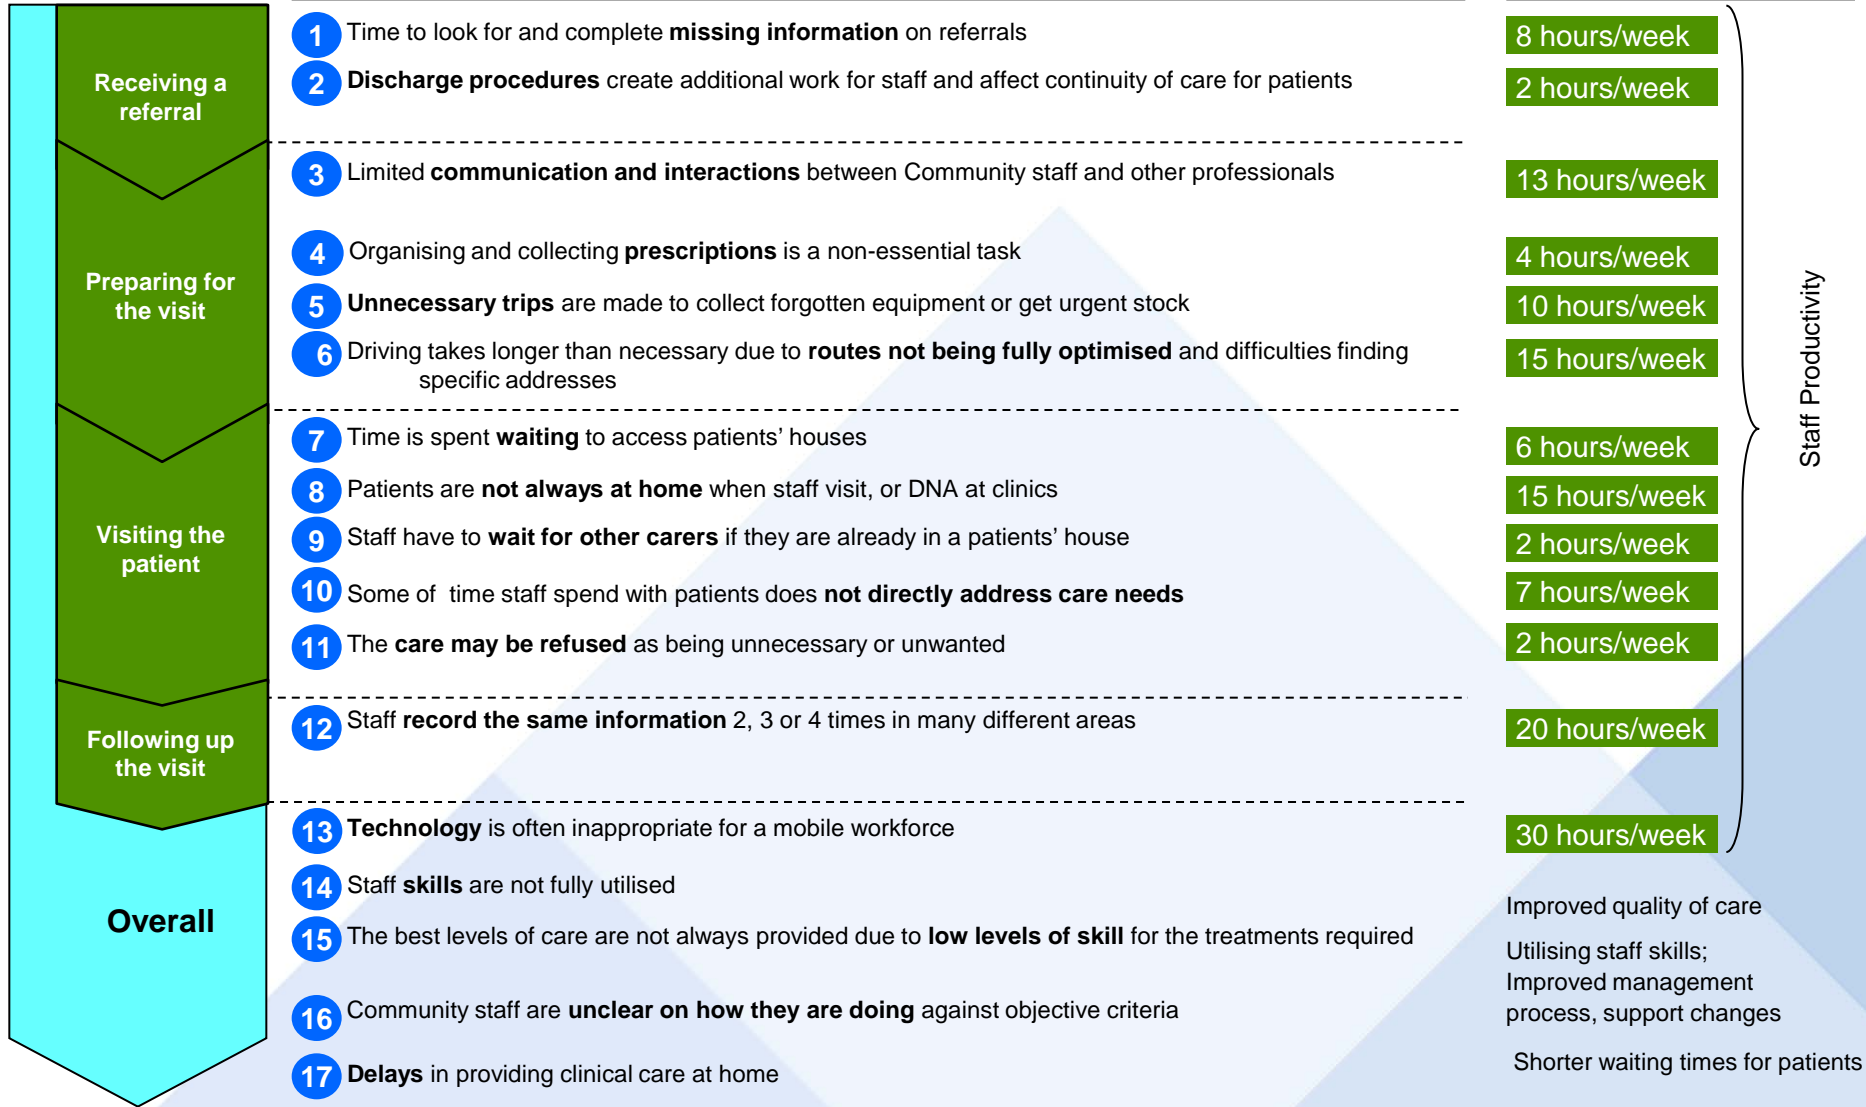 Receiving a
referral
1 Time to look for and complete missing information on referrals
8 hours/week
2 Discharge procedures create additional work for staff and affect continuity of care for patients
2 hours/week
Preparing for
the visit
3 Limited communication and interactions between Community staff and other professionals
13 hours/week
4 Organising and collecting prescriptions is a non-essential task
4 hours/week
5 Unnecessary trips are made to collect forgotten equipment or get urgent stock
10 hours/week
6 Driving takes longer than necessary due to routes not being fully optimised and difficulties finding
specific addresses
15 hours/week
Visiting the
patient
7 Time is spent waiting to access patients’ houses
6 hours/week
8 Patients are not always at home when staff visit, or DNA at clinics
15 hours/week
9 Staff have to wait for other carers if they are already in a patients’ house
2 hours/week
10 Some of time staff spend with patients does not directly address care needs
7 hours/week
11 The care may be refused as being unnecessary or unwanted
2 hours/week
Following up
the visit
12 Staff record the same information 2, 3 or 4 times in many different areas
20 hours/week
Overall
13 Technology is often inappropriate for a mobile workforce
30 hours/week
Staff Productivity
14 Staff skills are not fully utilised
15 The best levels of care are not always provided due to low levels of skill for the treatments required
16 Community staff are unclear on how they are doing against objective criteria
17 Delays in providing clinical care at home
Improved quality of care
Utilising staff skills;
Improved management
process, support changes
Shorter waiting times for patients